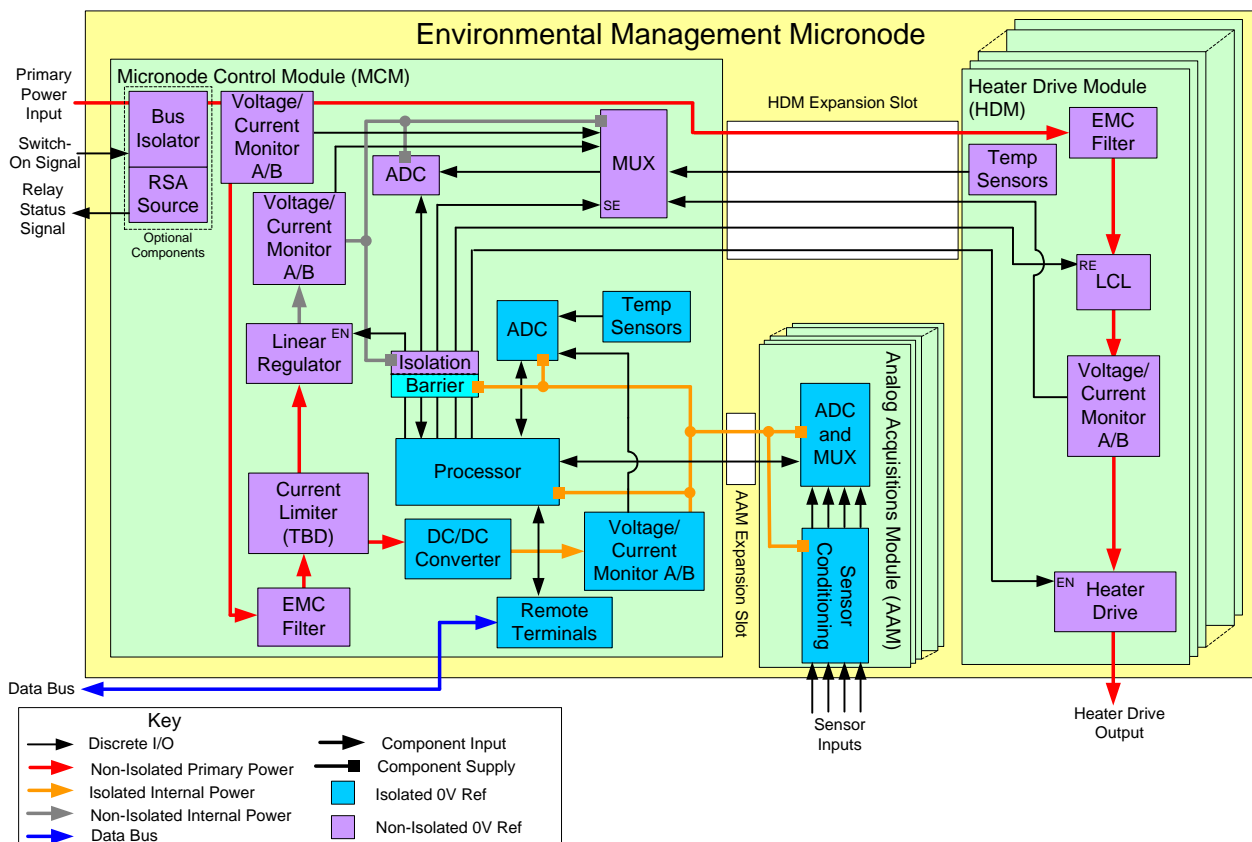 Environmental Management Micronode
Micronode Control Module (MCM)
Primary
Power
Input
Switch-
On Signal
Relay
Status
Signal
Bus
Isolator
RSA
Source
Optional
Components
Voltage/
Current
Monitor
A/B
Voltage/
Current
Monitor
A/B
ADC
MUX
SE
Linear
Regulator
EN
Isolation
Barrier
ADC
Temp
Sensors
Processor
Current
Limiter
(TBD)
DC/DC
Converter
Voltage/
Current
Monitor A/B
EMC
Filter
Remote
Terminals
Data Bus
HDM Expansion Slot
AAM Expansion Slot
Analog Acquisitions Module (AAM)
ADC
and
MUX
Sensor
Conditioning
Sensor
Inputs
Heater Drive Module
(HDM)
EMC
Filter
Temp
Sensors
RE
LCL
Voltage/
Current
Monitor
A/B
EN
Heater
Drive
Heater Drive
Output
Key
Discrete I/O
Non-Isolated Primary Power
Isolated Internal Power
Non-Isolated Internal Power
Data Bus
Component Input
Component Supply
Isolated 0V Ref
Non-Isolated 0V Ref